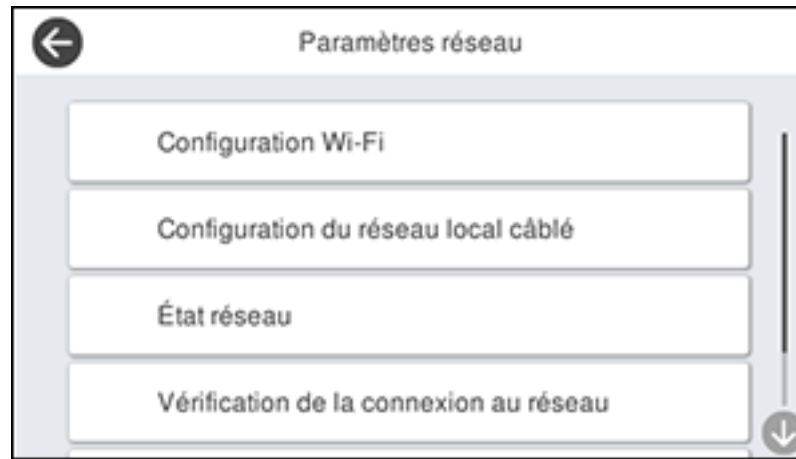 Paramètres réseau
Configuration Wi-Fi
Configuration du réseau local câblé
État réseau
Vérification de la connexion au réseau